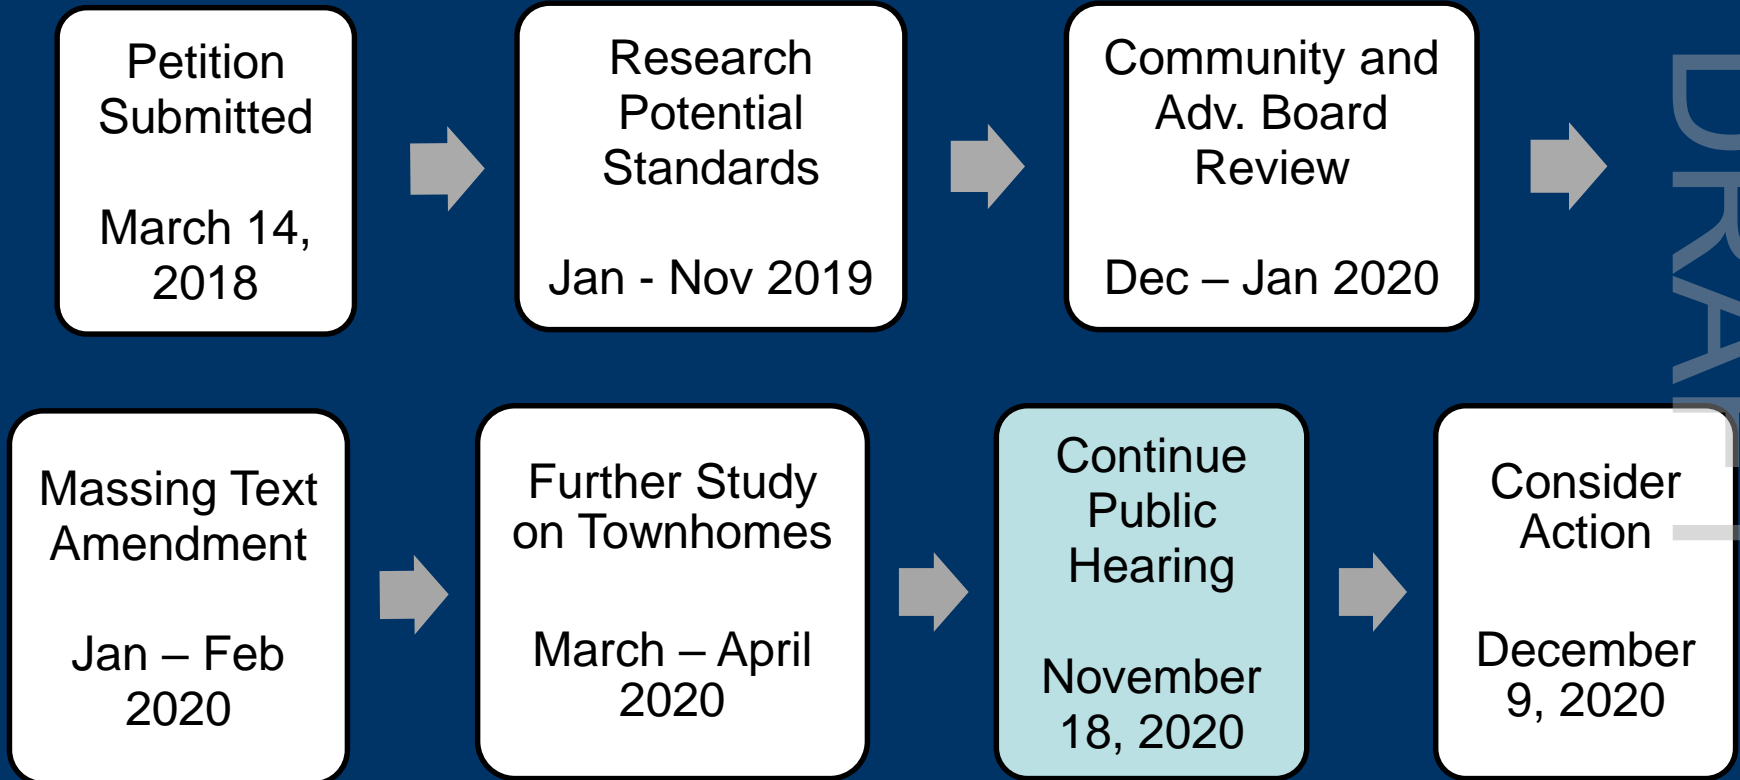 Petition
Submitted
March 14,
2018
Research
Potential
Standards
Jan - Nov 2019
Community and
Adv. Board
Review
Dec – Jan 2020
Massing Text
Amendment
Jan – Feb
2020
Further Study
on Townhomes
March – April
2020
Continue
Public
Hearing
November
18, 2020
Consider
Action
December
9, 2020
DRAFT